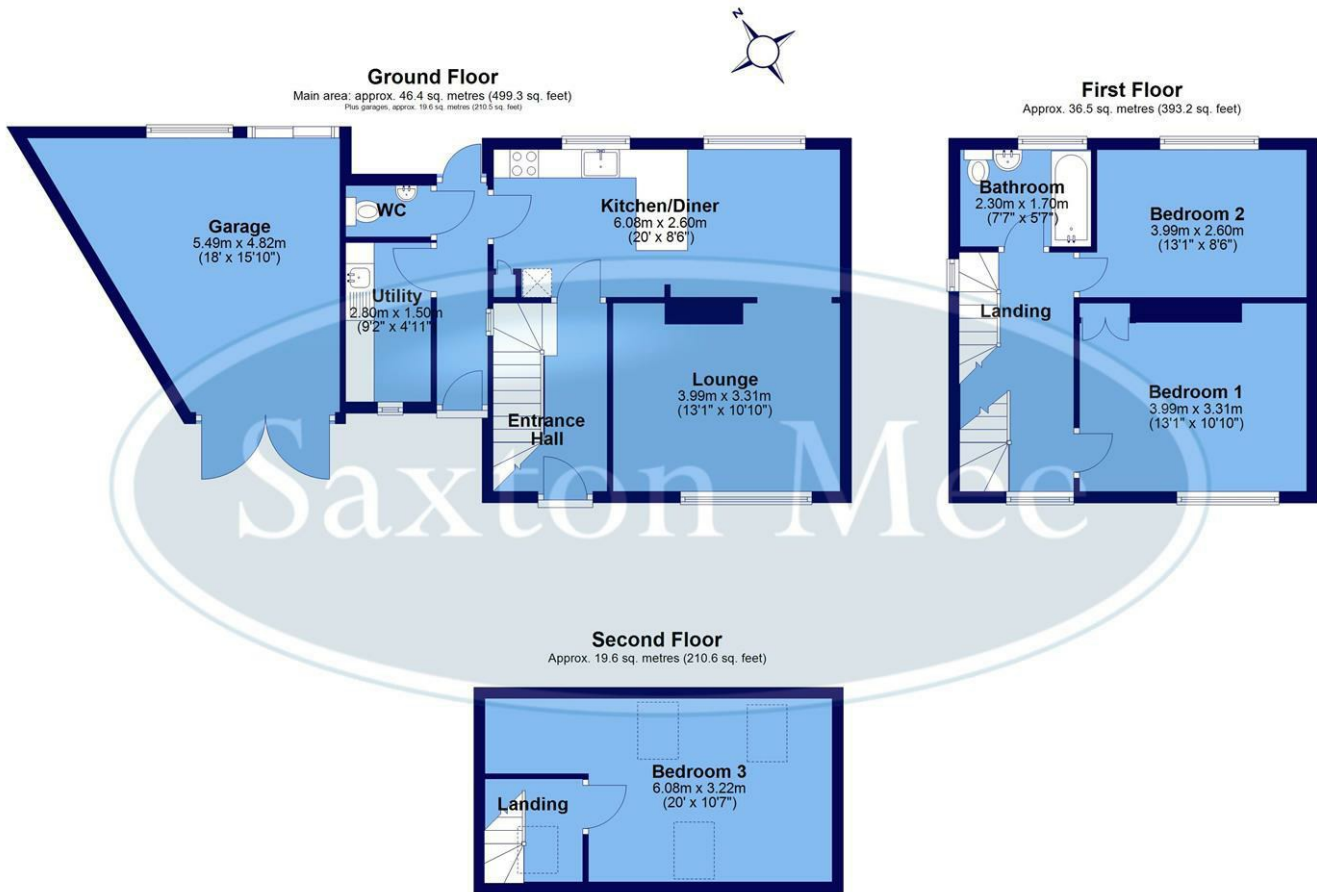 N
Ground Floor
Main area: approx. 46.4 sq. metres (499.3 sq. feet)
Plus garages, approx. 19.6 sq. metres (210.5 sq. feet)
Garage
5.49m x 4.82m
(18' x 15'10")
WC
Utility
2.80m x 1.50m
(9'2" x 4'11")
Kitchen/Diner
6.08m x 2.60m
(20' x 8'6")
Entrance
Hall
Lounge
3.99m x 3.31m
(13'1" x 10'10")
First Floor
Approx. 36.5 sq. metres (393.2 sq. feet)
Bathroom
2.30m x 1.70m
(7'7" x 5'7")
Bedroom 2
3.99m x 2.60m
(13'1" x 8'6")
Landing
Bedroom 1
3.99m x 3.31m
(13'1" x 10'10")
Saxton Mee
Second Floor
Approx. 19.6 sq. metres (210.6 sq. feet)
Bedroom 3
6.08m x 3.22m
(20' x 10'7")
Landing